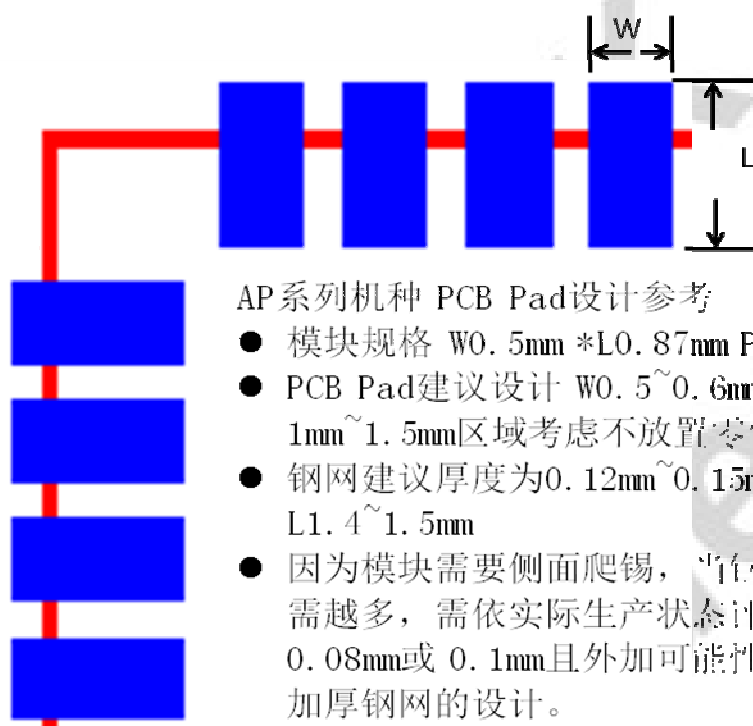 W
L
AP系列机种 PCB Pad设计参考
● 模块规格 W0.5mm *L0.87mm P
● PCB Pad建议设计 W0.5~0.6mm
1mm~1.5mm区域考虑不放置零
● 钢网建议厚度为0.12mm~0.15m
L1.4~1.5mm
● 因为模块需要侧面爬锡，
需越多，需依实际生产状态
0.08mm或 0.1mm且外加可能性
加厚钢网的设计。